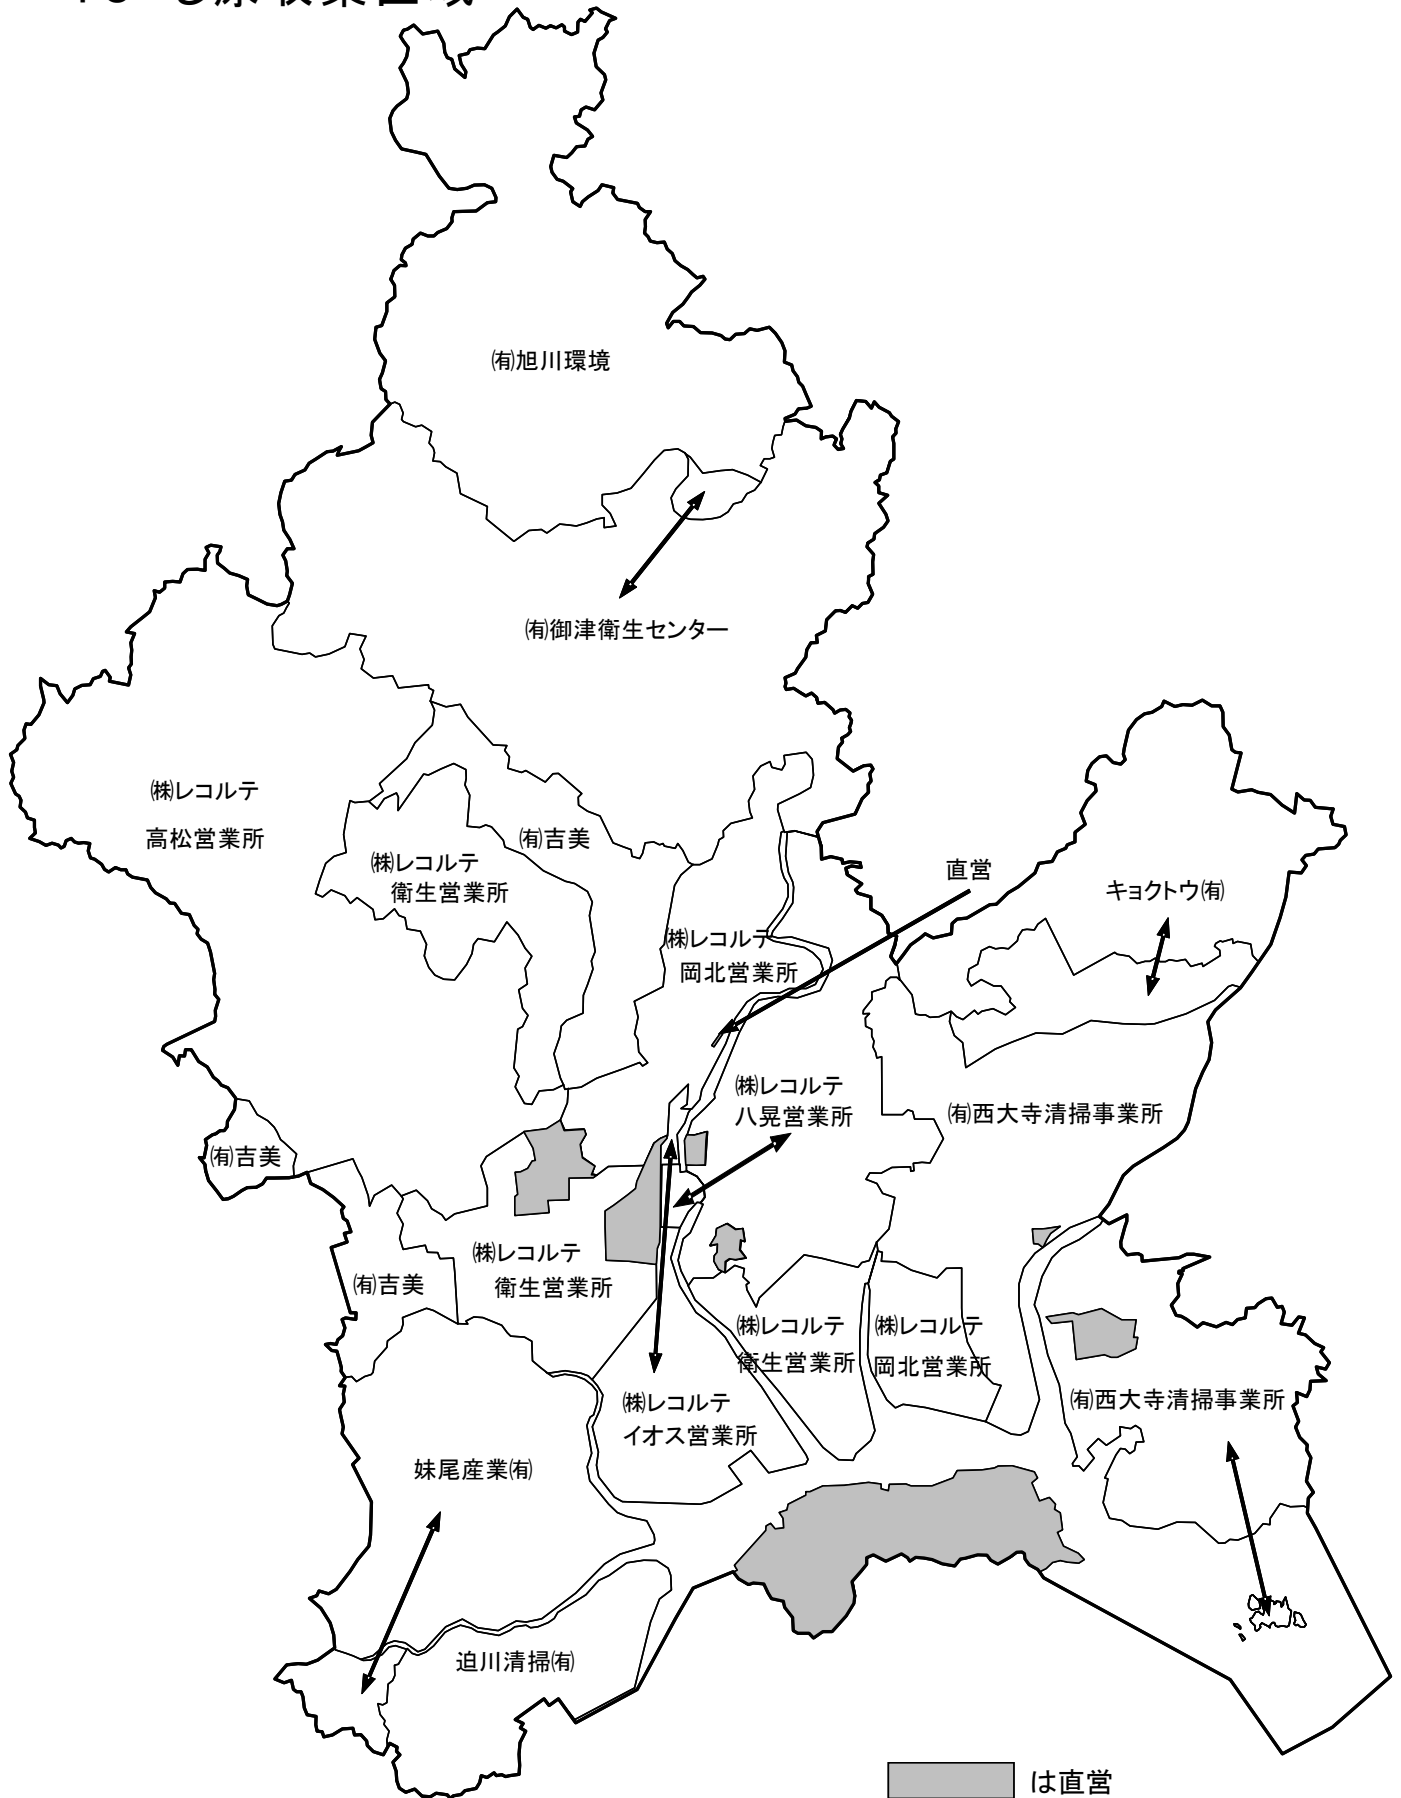 し尿収集区域
㈲旭川環境
㈲御津衛生センター
㈱レコルテ
高松営業所
㈲吉美
㈱レコルテ
衛生営業所
直営
キョクトウ㈲
㈱レコルテ
岡北営業所
㈱レコルテ
八晃営業所
㈲西大寺清掃事業所
㈲吉美
㈱レコルテ
衛生営業所
㈲吉美
㈱レコルテ
衛生営業所
㈱レコルテ
岡北営業所
㈲西大寺清掃事業所
㈱レコルテ
イオス営業所
妹尾産業㈲
迫川清掃㈲
は直営